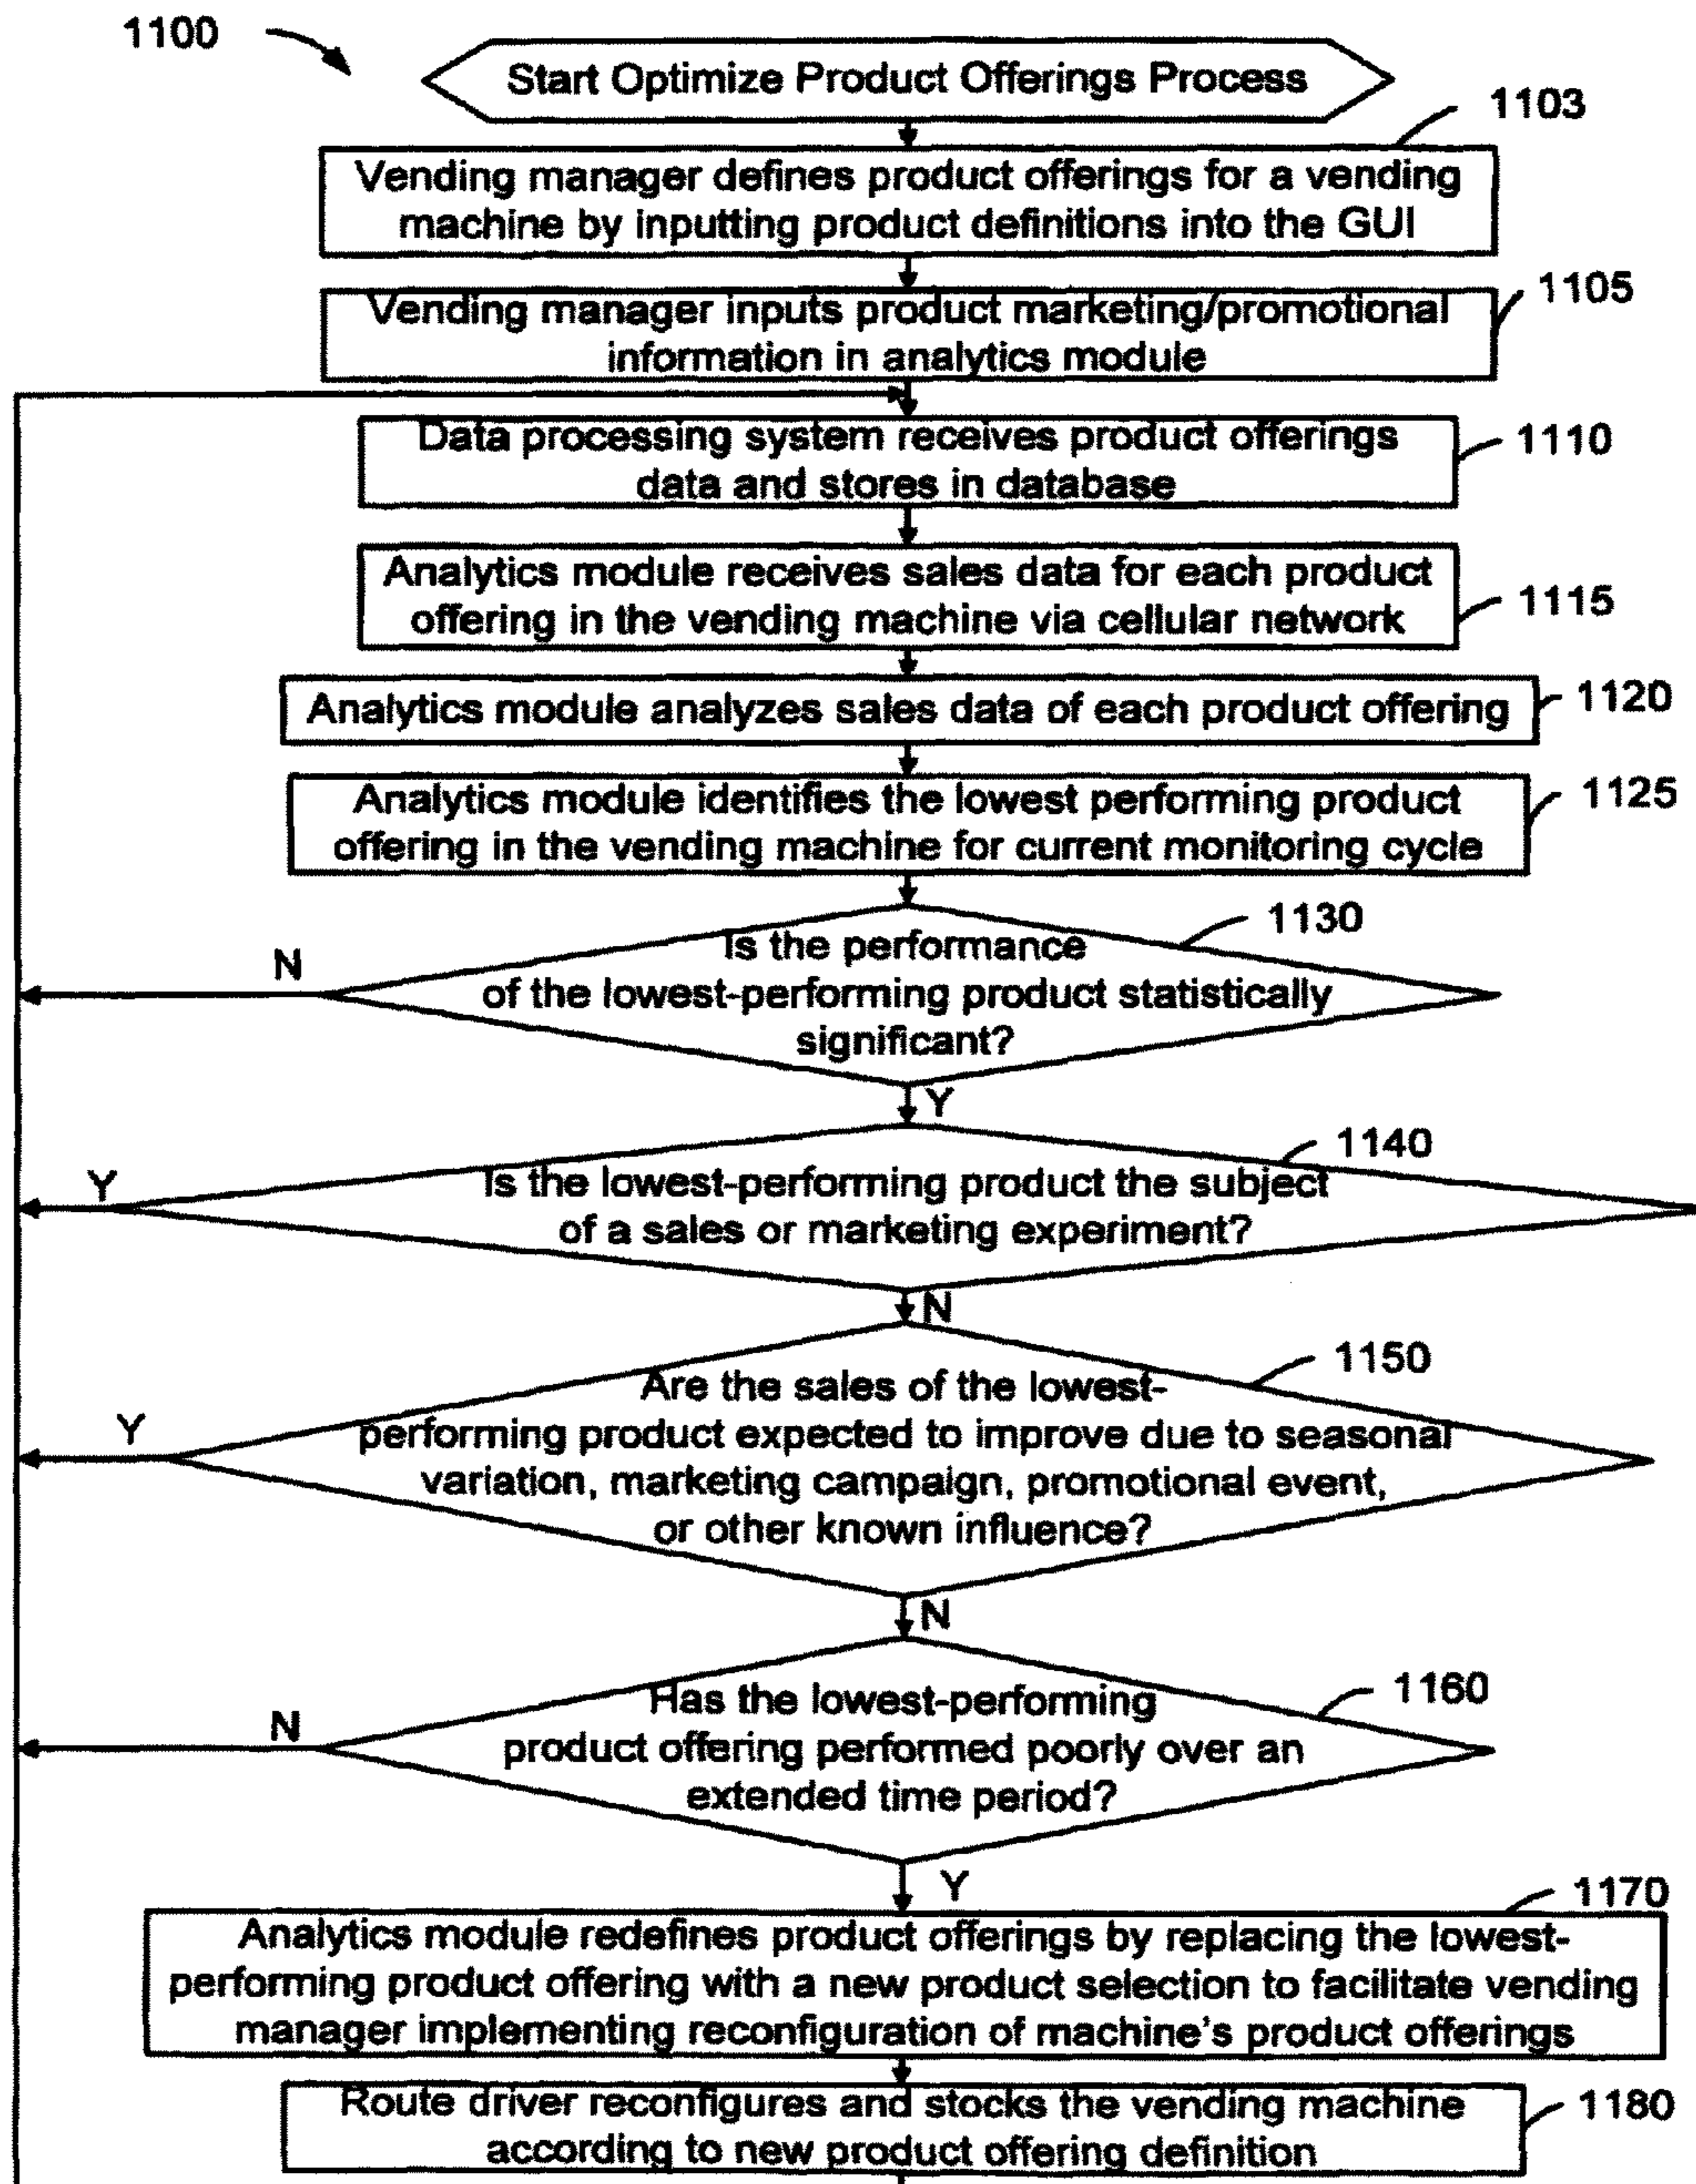 1100
Start Optimize Product Offerings Process
1103
Vending manager defines product offerings for a vending
machine by inputting product definitions into the GUI
1105
Vending manager inputs product marketing/promotional
information in analytics module
Data processing system receives product offerings
data and stores in database
1110
Analytics module receives sales data for each product
offering in the vending machine via cellular network
1115
Analytics module analyzes sales data of each product offering
1120
Analytics module identifies the lowest performing product
offering in the vending machine for current monitoring cycle
1125
1130
N
Is the performance
of the lowest-performing product statistically
significant?
Y
1140
Y
Is the lowest-performing product the subject
of a sales or marketing experiment?
N
1150
Y
Are the sales of the lowest-
performing product expected to improve due to seasonal
variation, marketing campaign, promotional event,
or other known influence?
N
1160
N
Has the lowest-performing
product offering performed poorly over an
extended time period?
Y
1170
Analytics module redefines product offerings by replacing the lowest-
performing product offering with a new product selection to facilitate vending
manager implementing reconfiguration of machine's product offerings
Route driver reconfigures and stocks the vending machine
according to new product offering definition
1180